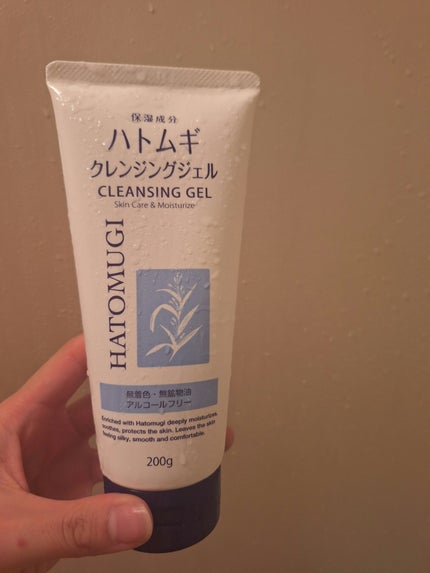 保湿成分
ハトムギ
クレンジングジェル
CLEANSING GEL
Skin Care & Moisturize
HATOMUGI
無着色・無鉱物油
アルコールフリー
Enriched with Hatomugi deeply moisturizes,
soothes, protects the skin. Leaves the skin
feeling silky, smooth and comfortable.
200g